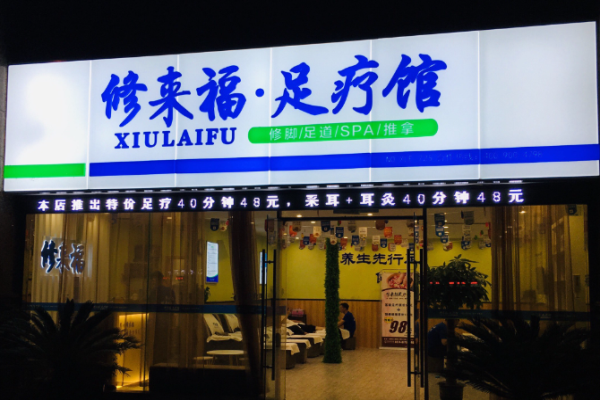 修来福·足疗馆
XIULAIFU
修脚/足道/SPA/推拿
本店推出特价足疗40分钟48元，采耳+耳灸40分钟48元
修来福
养生先行
98